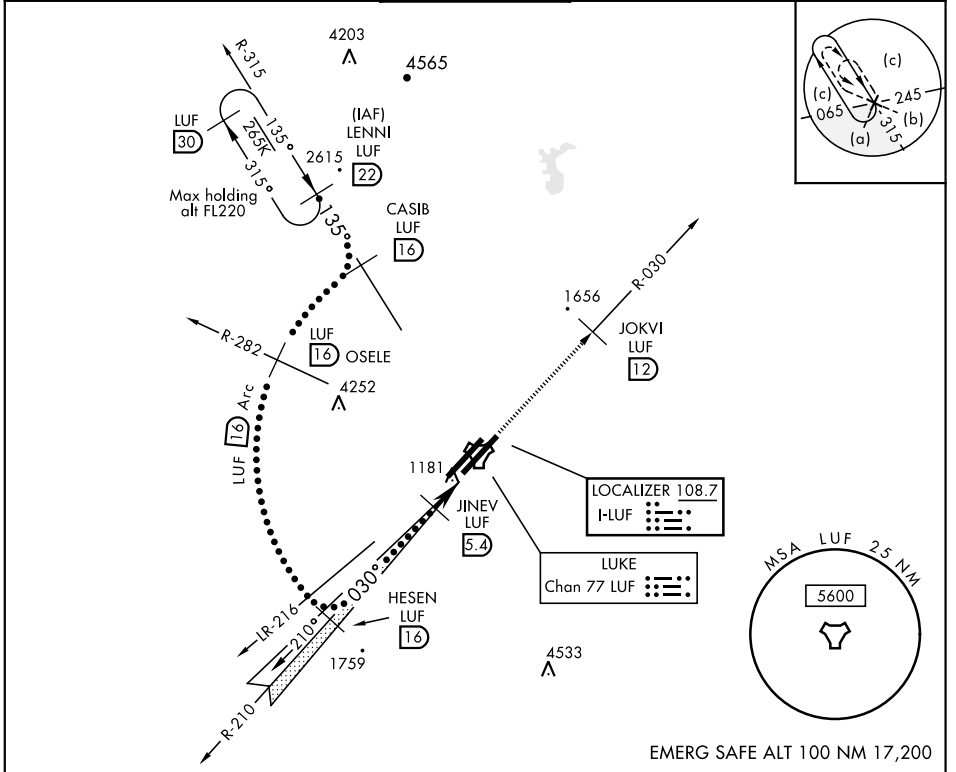 4203
4565
R-315
(IAF)
LENNI
LUF
22
LUF
30
135°
265K
315°
2615
Max holding
alt FL220
135°
CASIB
LUF
16
(c)
(c)
245
065
(b)
(a)
315
R-030
1656
JOKVI
LUF
12
R-282
LUF
16 OSELE
4252
LUF 16 Arc
1181
JINEV
LUF
5.4
LOCALIZER 108.7
I-LUF
LUKE
Chan 77 LUF
030°
HESEN
LUF
16
LR-216
210°
1759
R-210
4533
MSA LUF 25 NM
5600
EMERG SAFE ALT 100 NM 17,200